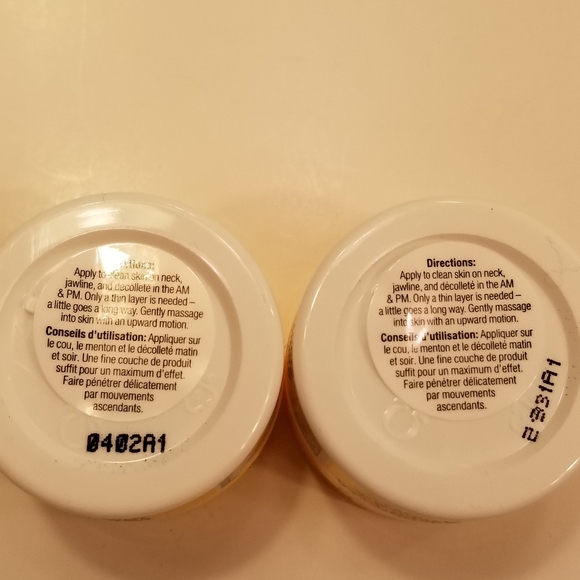 Directions:
Apply to clean skin on neck,
jawline, and décolleté in the AM
& PM. Only a thin layer is needed –
a little goes a long way. Gently massage
into skin with an upward motion.
Conseils d'utilisation: Appliquer sur
le cou, le menton et le décolleté matin
et soir. Une fine couche de produit
suffit pour un maximum d'effet.
Faire pénétrer délicatement
par mouvements
ascendants.
0402A1
Directions:
Apply to clean skin on neck,
jawline, and décolleté in the AM
& PM. Only a thin layer is needed –
a little goes a long way. Gently massage
into skin with an upward motion.
Conseils d'utilisation: Appliquer sur
le cou, le menton et le décolleté matin
et soir. Une fine couche de produit
suffit pour un maximum d'effet.
Faire pénétrer délicatement
par mouvements
ascendants.